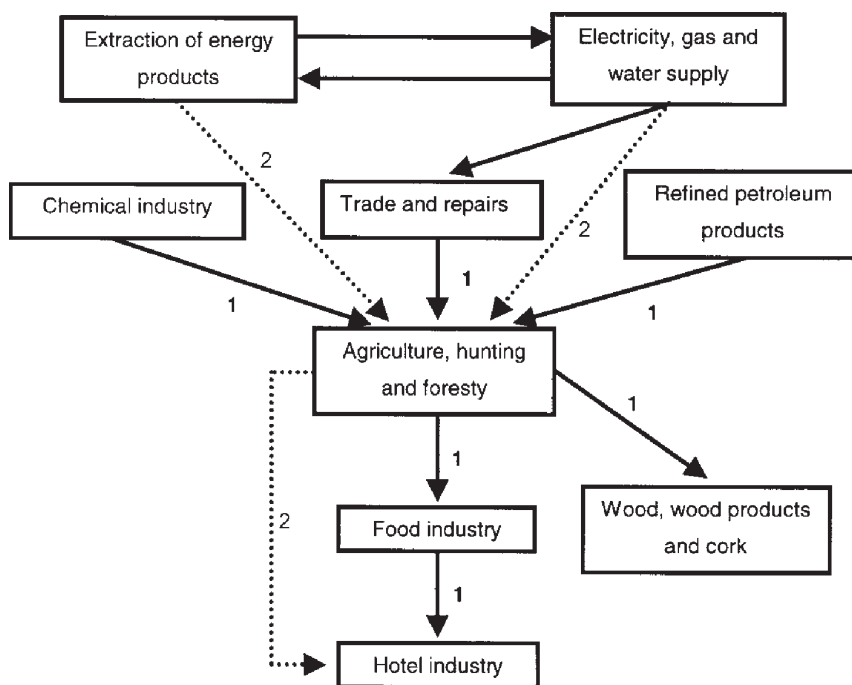 Extraction of energy
products
Electricity, gas and
water supply
2
Chemical industry
Trade and repairs
2
Refined petroleum
products
1
1
1
Agriculture, hunting
and foresty
1
1
2
Food industry
Wood, wood products
and cork
1
Hotel industry